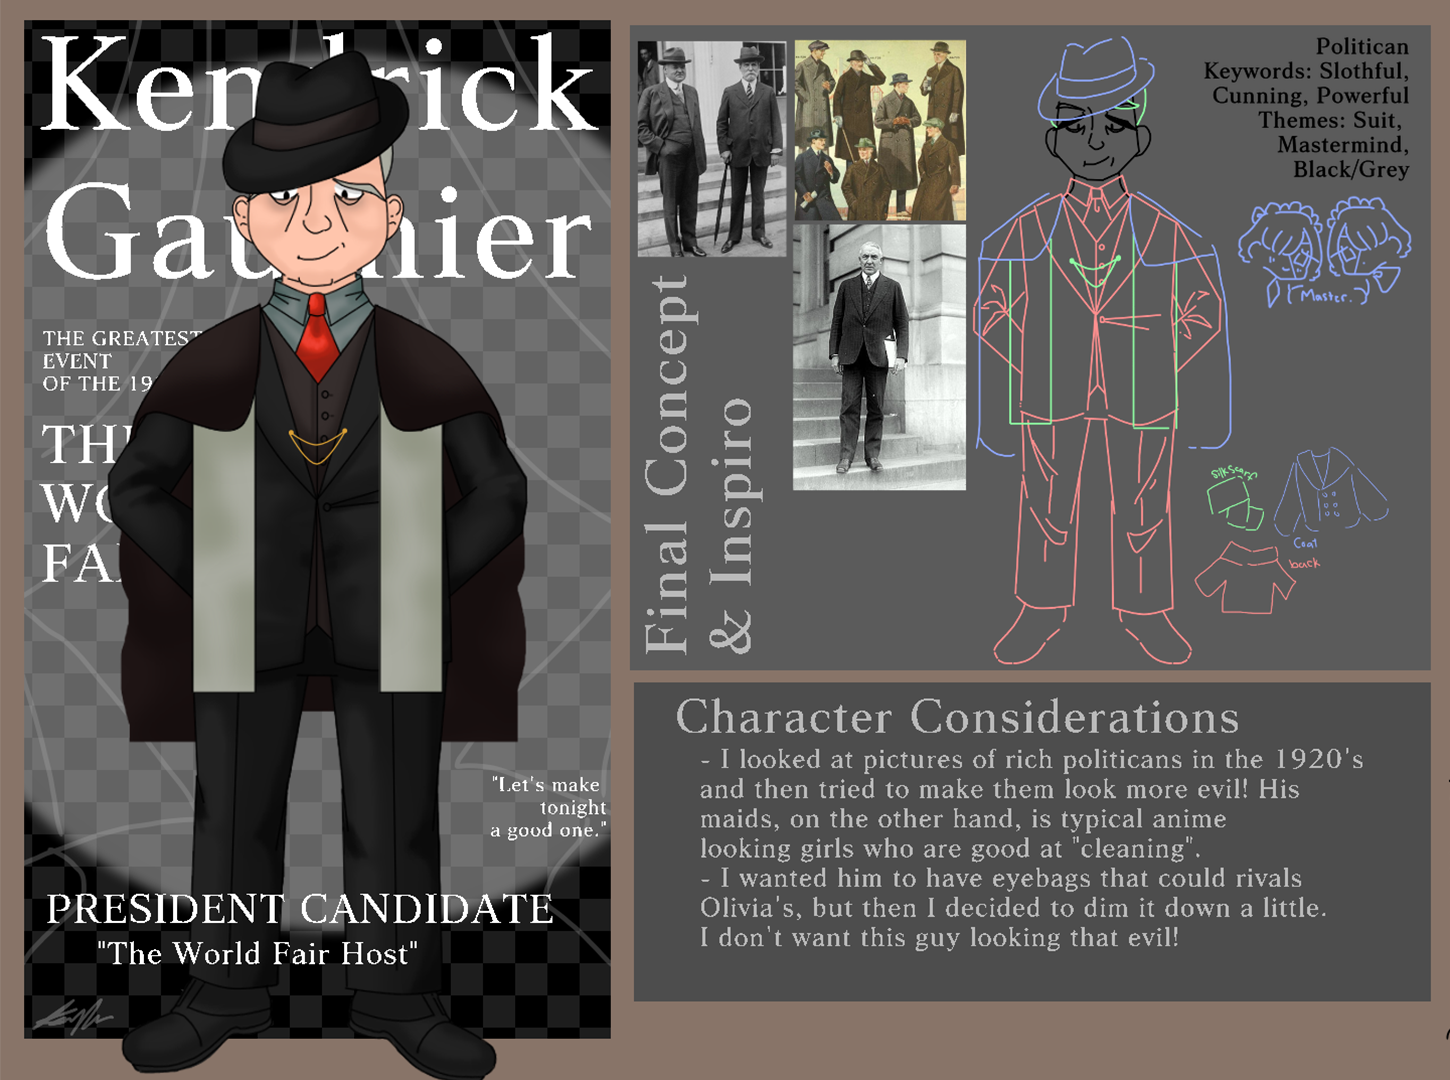 Kendrick
Gauthier
THE GREATEST
EVENT
OF THE 19
TH
WO
FA
"Let's make
tonight
a good one."
PRESIDENT CANDIDATE
"The World Fair Host"
Final Concept
& Inspiro
Politican
Keywords: Slothful,
Cunning, Powerful
Themes: Suit,
Mastermind,
Black/Grey
{Master.}
silk scarf
Coat
back
Character Considerations
- I looked at pictures of rich politicans in the 1920's
and then tried to make them look more evil! His
maids, on the other hand, is typical anime
looking girls who are good at "cleaning".
- I wanted him to have eyebags that could rivals
Olivia's, but then I decided to dim it down a little.
I don't want this guy looking that evil!